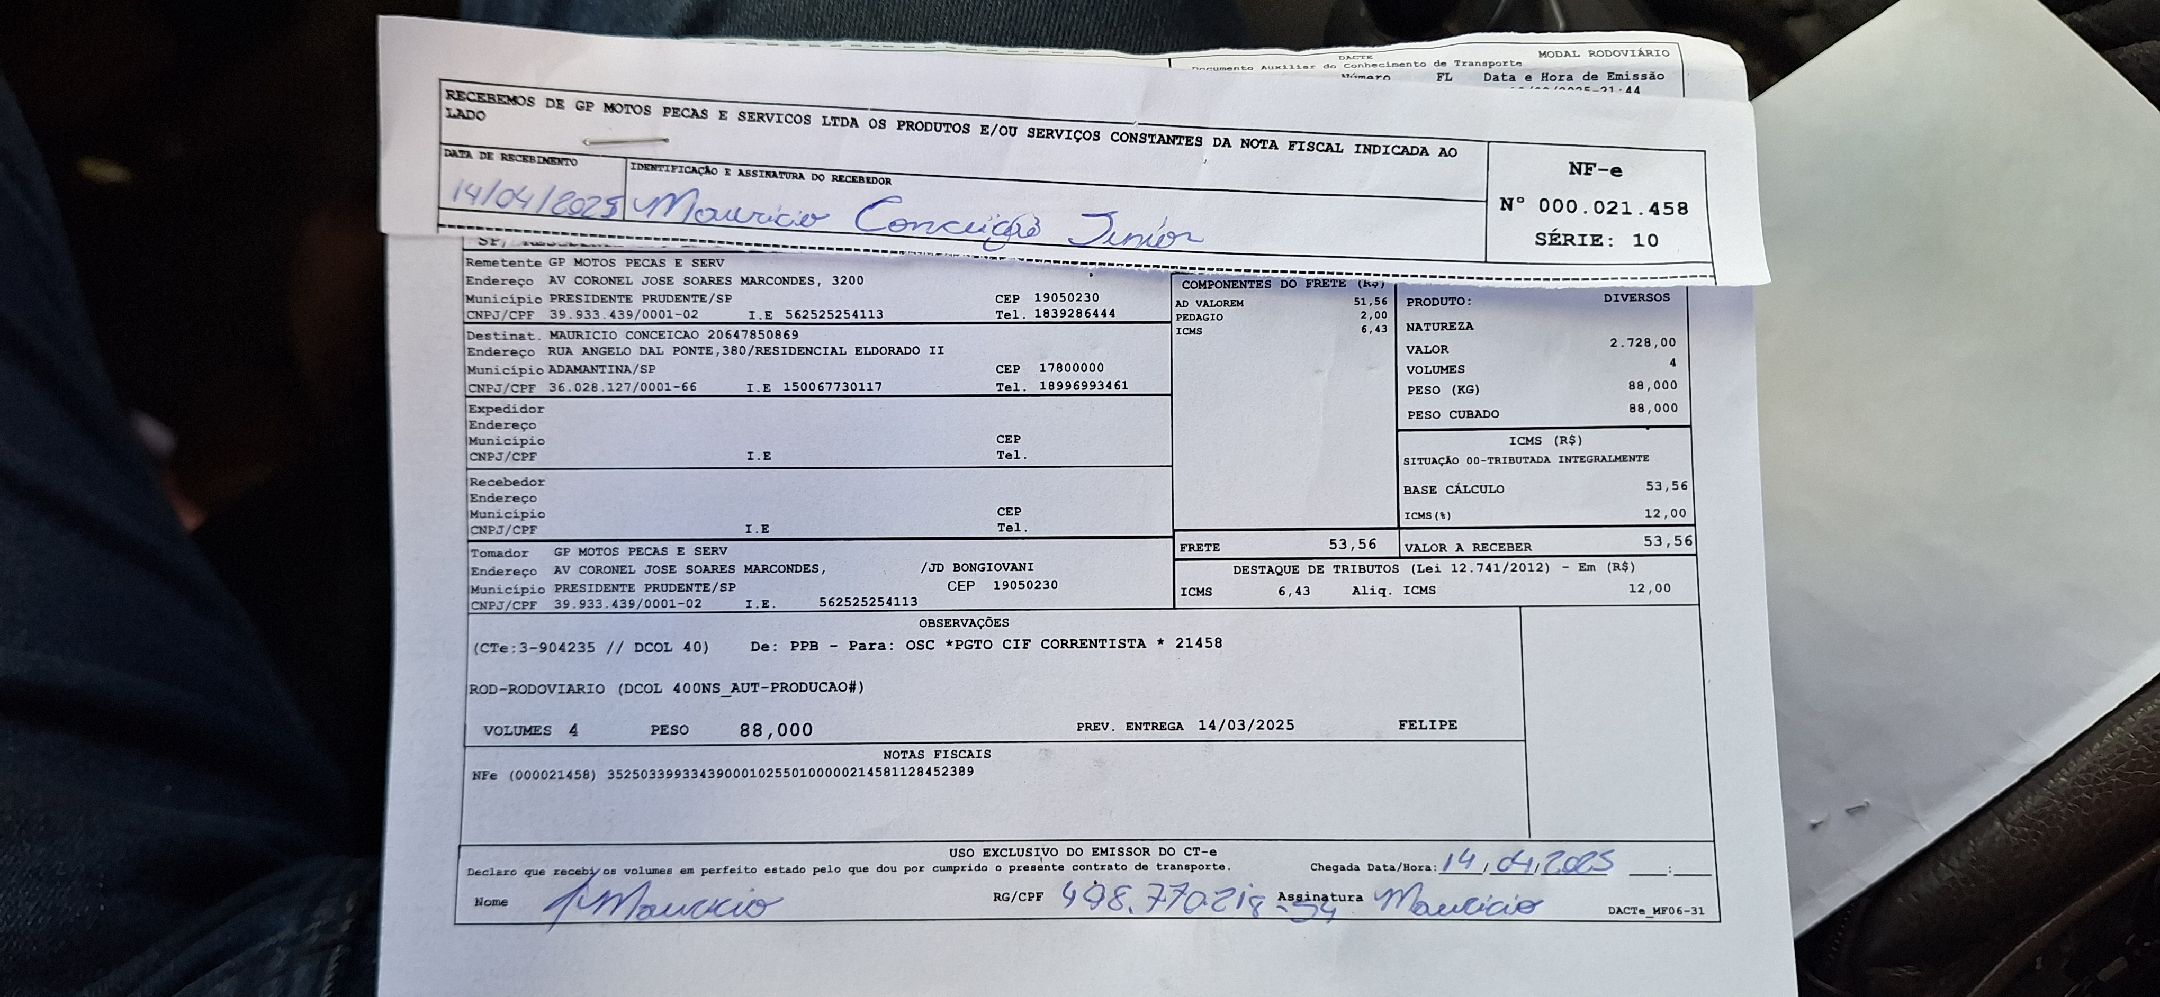 DACTE
MODAL RODOVIÁRIO
Documento Auxiliar do Conhecimento de Transporte
Número FL Data e Hora de Emissão
2025-21:44
RECEBEMOS DE GP MOTOS PECAS E SERVICOS LTDA OS PRODUTOS E/OU SERVIÇOS CONSTANTES DA NOTA FISCAL INDICADA AO
LADO
DATA DE RECEBIMENTO IDENTIFICAÇÃO E ASSINATURA DO RECEBEDOR
14/04/2025 Mauricio Conceição Junior
NF-e
Nº 000.021.458
SÉRIE: 10
Remetente GP MOTOS PECAS E SERV
Endereço AV CORONEL JOSE SOARES MARCONDES, 3200
Município PRESIDENTE PRUDENTE/SP CEP 19050230
CNPJ/CPF 39.933.439/0001-02 I.E 562525254113 Tel. 1839286444
Destinat. MAURICIO CONCEICAO 20647850869
Endereço RUA ANGELO DAL PONTE,380/RESIDENCIAL ELDORADO II
Município ADAMANTINA/SP CEP 17800000
CNPJ/CPF 36.028.127/0001-66 I.E 150067730117 Tel. 18996993461
Expedidor
Endereço
Município CEP
CNPJ/CPF I.E Tel.
Recebedor
Endereço
Município CEP
CNPJ/CPF I.E Tel.
Tomador GP MOTOS PECAS E SERV
Endereço AV CORONEL JOSE SOARES MARCONDES, /JD BONGIOVANI
Município PRESIDENTE PRUDENTE/SP CEP 19050230
CNPJ/CPF 39.933.439/0001-02 I.E. 562525254113
COMPONENTES DO FRETE (R$)
AD VALOREM 51,56
PEDAGIO 2,00
ICMS 6,43
FRETE 53,56
PRODUTO: DIVERSOS
NATUREZA
VALOR 2.728,00
VOLUMES 4
PESO (KG) 88,000
PESO CUBADO 88,000
ICMS (R$)
SITUAÇÃO 00-TRIBUTADA INTEGRALMENTE
BASE CÁLCULO 53,56
ICMS(%) 12,00
VALOR A RECEBER 53,56
DESTAQUE DE TRIBUTOS (Lei 12.741/2012) - Em (R$)
ICMS 6,43 Aliq. ICMS 12,00
OBSERVAÇÕES
(CTe:3-904235 // DCOL 40) De: PPB - Para: OSC *PGTO CIF CORRENTISTA * 21458
ROD-RODOVIARIO (DCOL 400NS_AUT-PRODUCAO#)
VOLUMES 4 PESO 88,000 PREV. ENTREGA 14/03/2025 FELIPE
NOTAS FISCAIS
NFe (000021458) 35250339933439000102550100000214581128452389
USO EXCLUSIVO DO EMISSOR DO CT-e
Declaro que recebi os volumes em perfeito estado pelo que dou por cumprido o presente contrato de transporte. Chegada Data/Hora: 14/04/2025 __:__
Nome Mauricio RG/CPF 498.770.218-54 Assinatura Mauricio
DACTe_MF06-31